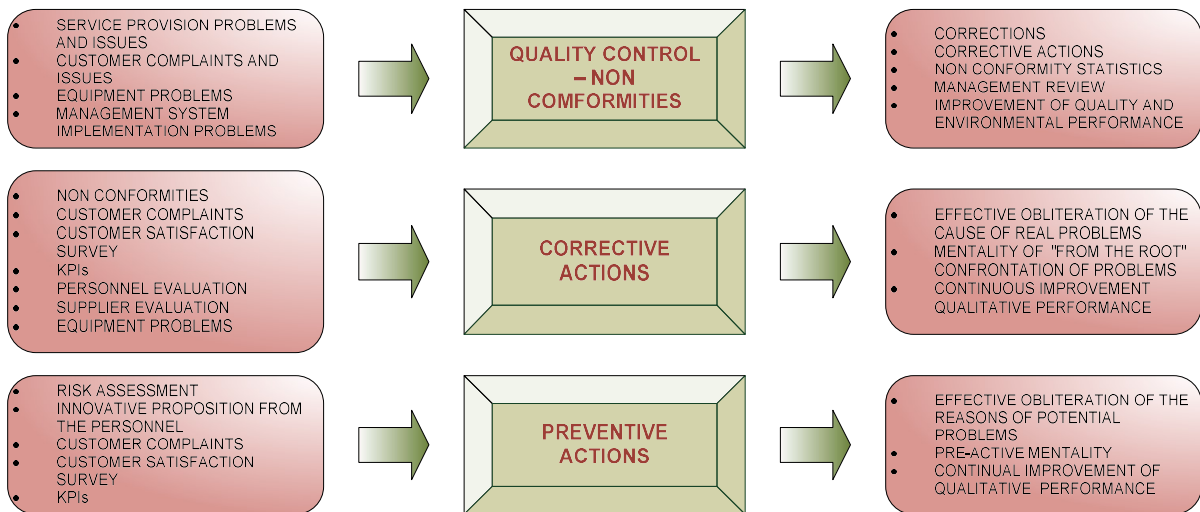 • SERVICE PROVISION PROBLEMS
AND ISSUES
• CUSTOMER COMPLAINTS AND
ISSUES
• EQUIPMENT PROBLEMS
• MANAGEMENT SYSTEM
IMPLEMENTATION PROBLEMS
QUALITY CONTROL
– NON
COMFORMITIES
• CORRECTIONS
• CORRECTIVE ACTIONS
• NON CONFORMITY STATISTICS
• MANAGEMENT REVIEW
• IMPROVEMENT OF QUALITY AND
ENVIRONMENTAL PERFORMANCE
• NON CONFORMITIES
• CUSTOMER COMPLAINTS
• CUSTOMER SATISFACTION
SURVEY
• KPIs
• PERSONNEL EVALUATION
• SUPPLIER EVALUATION
• EQUIPMENT PROBLEMS
CORRECTIVE
ACTIONS
• EFFECTIVE OBLITERATION OF THE
CAUSE OF REAL PROBLEMS
• MENTALITY OF "FROM THE ROOT"
CONFRONTATION OF PROBLEMS
• CONTINUOUS IMPROVEMENT
QUALITATIVE PERFORMANCE
• RISK ASSESSMENT
• INNOVATIVE PROPOSITION FROM
THE PERSONNEL
• CUSTOMER COMPLAINTS
• CUSTOMER SATISFACTION
SURVEY
• KPIs
PREVENTIVE
ACTIONS
• EFFECTIVE OBLITERATION OF THE
REASONS OF POTENTIAL
PROBLEMS
• PRE-ACTIVE MENTALITY
• CONTINUAL IMPROVEMENT OF
QUALITATIVE PERFORMANCE